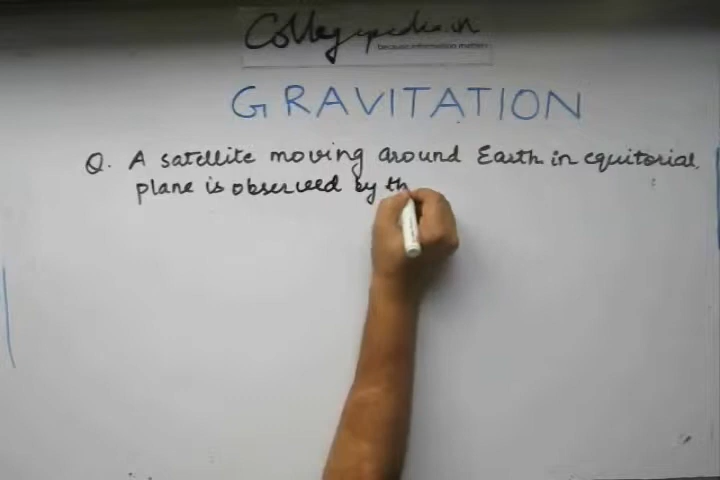 Collegepedia.in
because information matters
GRAVITATION
Q. A satellite moving around Earth in equitorial
plane is observed by th